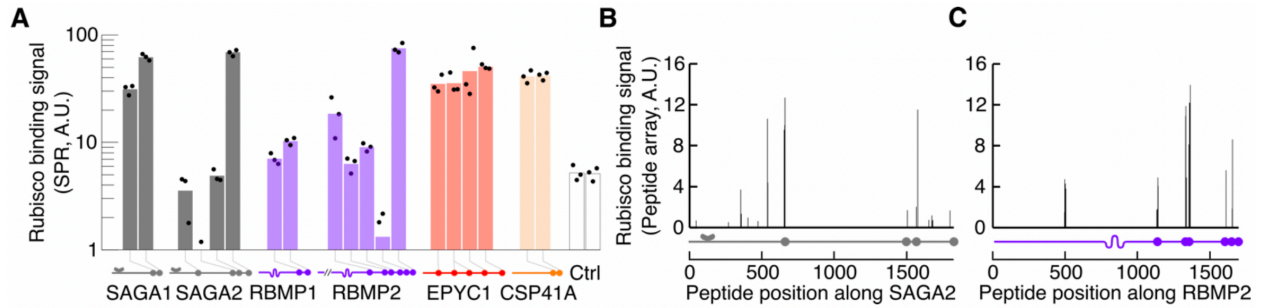 A
Rubisco binding signal
(SPR, A.U.)
100
10
1
SAGA1 SAGA2 RBMP1 RBMP2 EPYC1 CSP41A Ctrl
B
Rubisco binding signal
(Peptide array, A.U.)
16
12
8
4
0
0 500 1000 1500
Peptide position along SAGA2
C
16
12
8
4
0
0 500 1000 1500
Peptide position along RBMP2